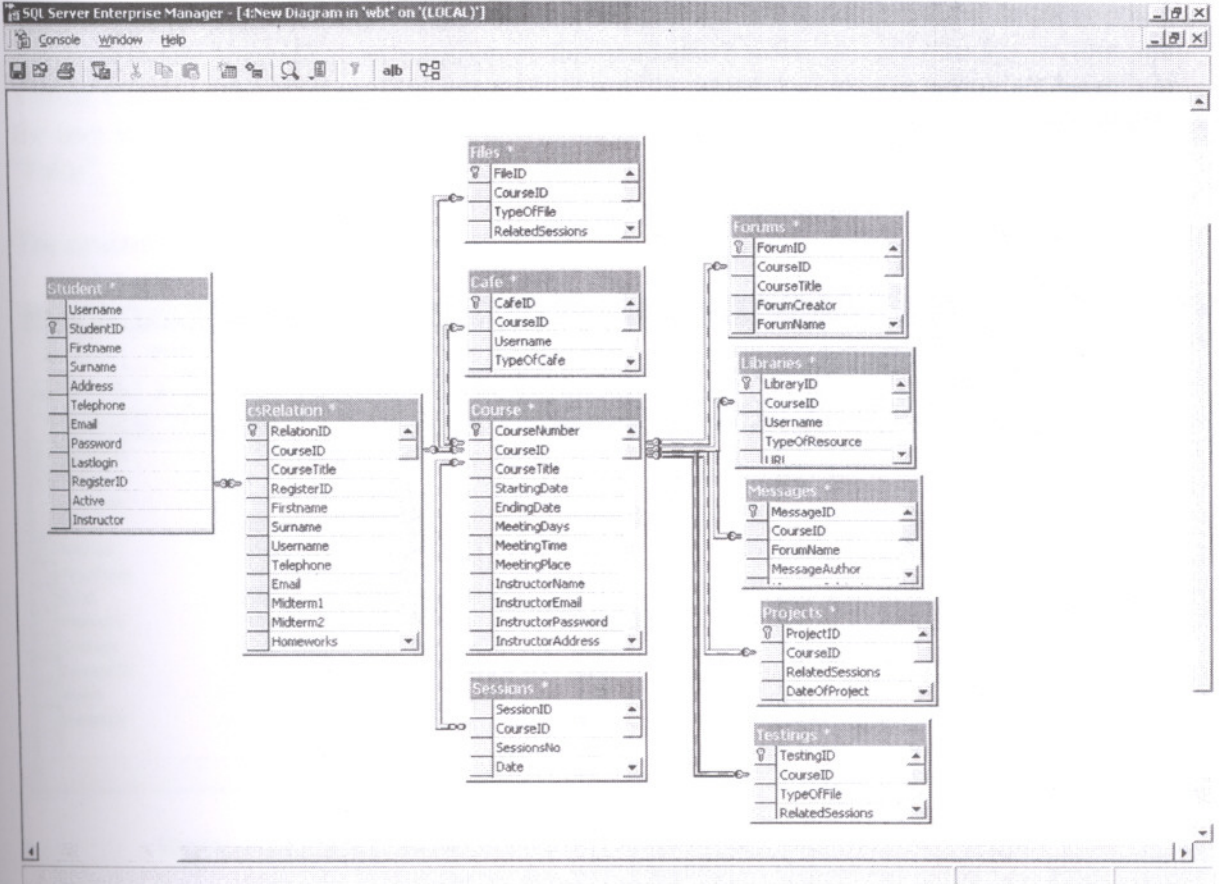 SQL Server Enterprise Manager - [4:New Diagram in 'wbt' on '(LOCAL)']
Console Window Help
ab
Files *
FileID
CourseID
TypeOfFile
RelatedSessions
Cafe *
CafeID
CourseID
Username
TypeOfCafe
Student *
Username
StudentID
Firstname
Surname
Address
Telephone
Email
Password
Lastlogin
RegisterID
Active
Instructor
csRelation *
RelationID
CourseID
CourseTitle
RegisterID
Firstname
Surname
Username
Telephone
Email
Midterm1
Midterm2
Homeworks
Course *
CourseNumber
CourseID
CourseTitle
StartingDate
EndingDate
MeetingDays
MeetingTime
MeetingPlace
InstructorName
InstructorEmail
InstructorPassword
InstructorAddress
Sessions *
SessionID
CourseID
SessionsNo
Date
Forums *
ForumID
CourseID
CourseTitle
ForumCreator
ForumName
Libraries *
LibraryID
CourseID
Username
TypeOfResource
URL
Messages *
MessageID
CourseID
ForumName
MessageAuthor
Projects *
ProjectID
CourseID
RelatedSessions
DateOfProject
Testings *
TestingID
CourseID
TypeOfFile
RelatedSessions